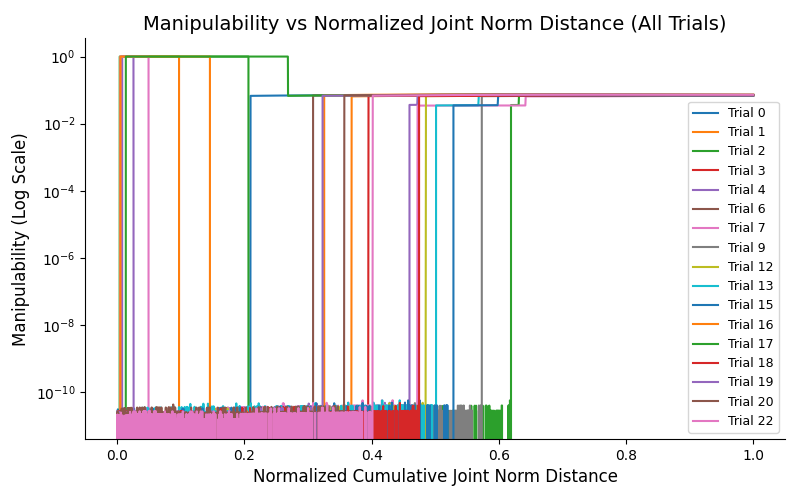 Manipulability vs Normalized Joint Norm Distance (All Trials)
Manipulability (Log Scale)
10^0
10^-2
10^-4
10^-6
10^-8
10^-10
Trial 0
Trial 1
Trial 2
Trial 3
Trial 4
Trial 6
Trial 7
Trial 9
Trial 12
Trial 13
Trial 15
Trial 16
Trial 17
Trial 18
Trial 19
Trial 20
Trial 22
0.0 0.2 0.4 0.6 0.8 1.0
Normalized Cumulative Joint Norm Distance